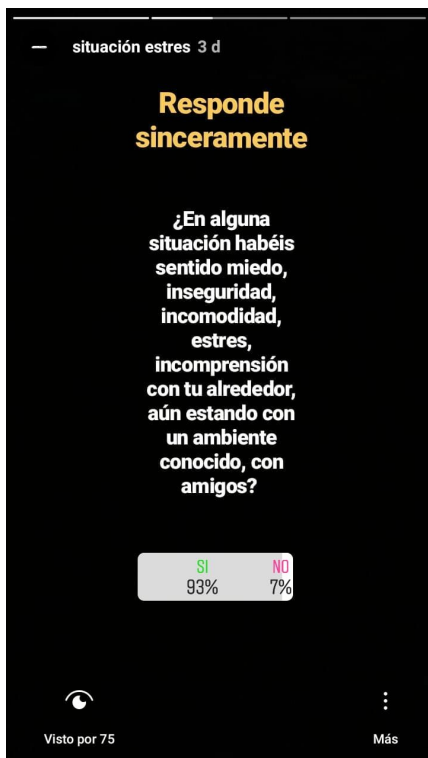 situación estres 3 d
Responde
sinceramente
¿En alguna
situación habéis
sentido miedo,
inseguridad,
incomodidad,
estres,
incomprensión
con tu alrededor,
aún estando con
un ambiente
conocido, con
amigos?
SI NO
93% 7%
Visto por 75 Más